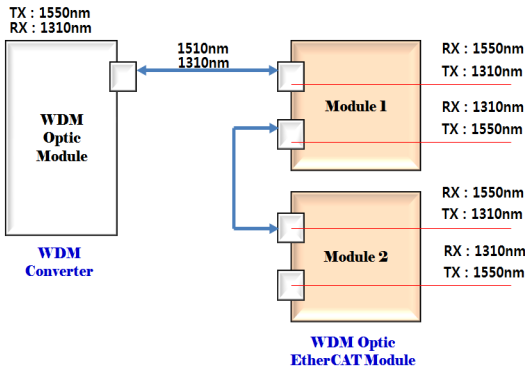 TX : 1550nm
RX : 1310nm
WDM
Optic
Module
WDM
Converter
1510nm
1310nm
Module 1
RX : 1550nm
TX : 1310nm
RX : 1310nm
TX : 1550nm
Module 2
RX : 1550nm
TX : 1310nm
RX : 1310nm
TX : 1550nm
WDM Optic
EtherCAT Module